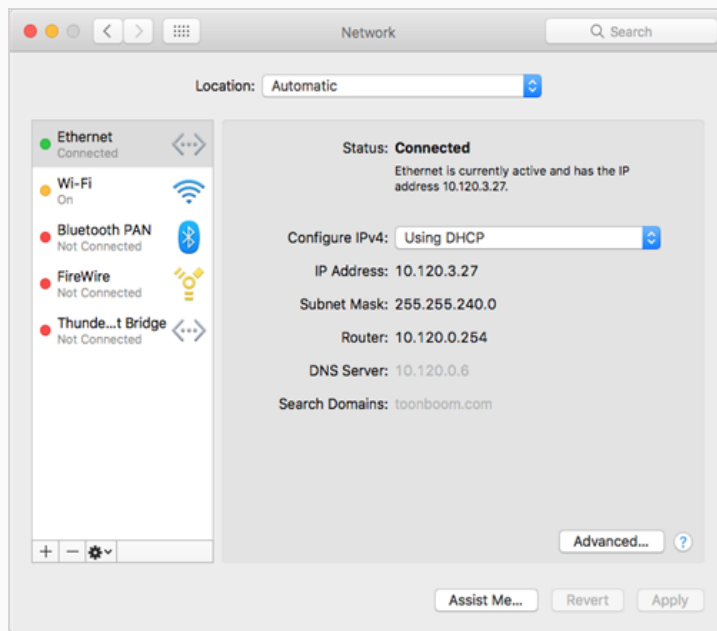 Network
Search
Location: Automatic
Ethernet
Connected
Wi-Fi
On
Bluetooth PAN
Not Connected
FireWire
Not Connected
Thunde...t Bridge
Not Connected
Status: Connected
Ethernet is currently active and has the IP
address 10.120.3.27.
Configure IPv4: Using DHCP
IP Address: 10.120.3.27
Subnet Mask: 255.255.240.0
Router: 10.120.0.254
DNS Server: 10.120.0.6
Search Domains: toonboom.com
Advanced... ?
Assist Me... Revert Apply